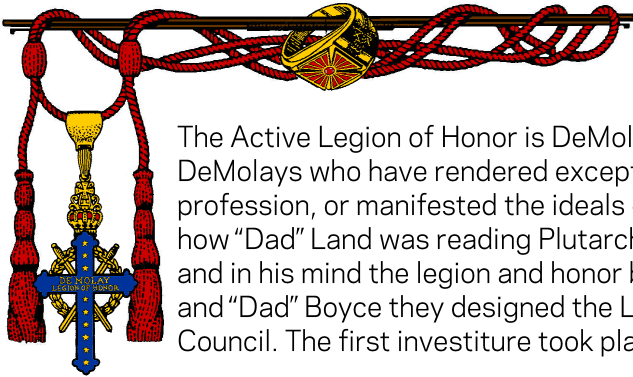 DE MOLAY
LEGION OF HONOR
The Active Legion of Honor is DeMol
DeMolays who have rendered except
profession, or manifested the ideals
how “Dad” Land was reading Plutarch
and in his mind the legion and honor b
and “Dad” Boyce they designed the L
Council. The first investiture took pla